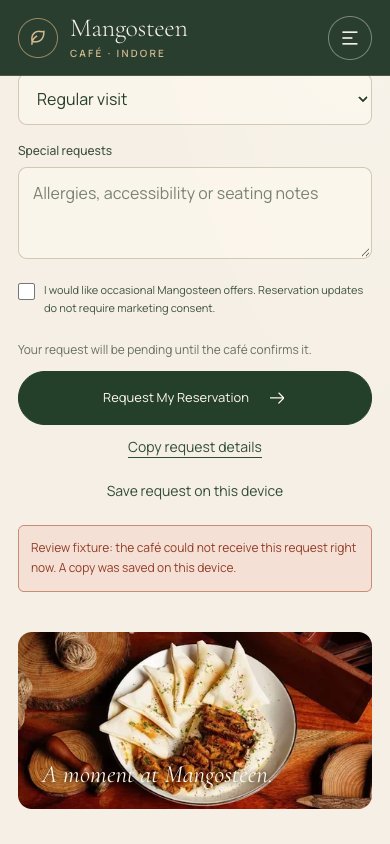 Mangosteen
CAFÉ · INDORE
Regular visit
Special requests
Allergies, accessibility or seating notes
I would like occasional Mangosteen offers. Reservation updates
do not require marketing consent.
Your request will be pending until the café confirms it.
Request My Reservation
Copy request details
Save request on this device
Review fixture: the café could not receive this request right
now. A copy was saved on this device.
A moment at Mangosteen.